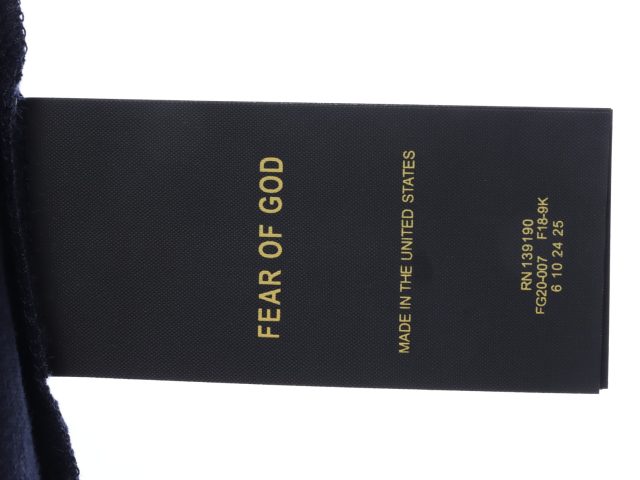 FEAR OF GOD
MADE IN THE UNITED STATES
RN 139190
FG20-007 F18-9K
6 10 24 25